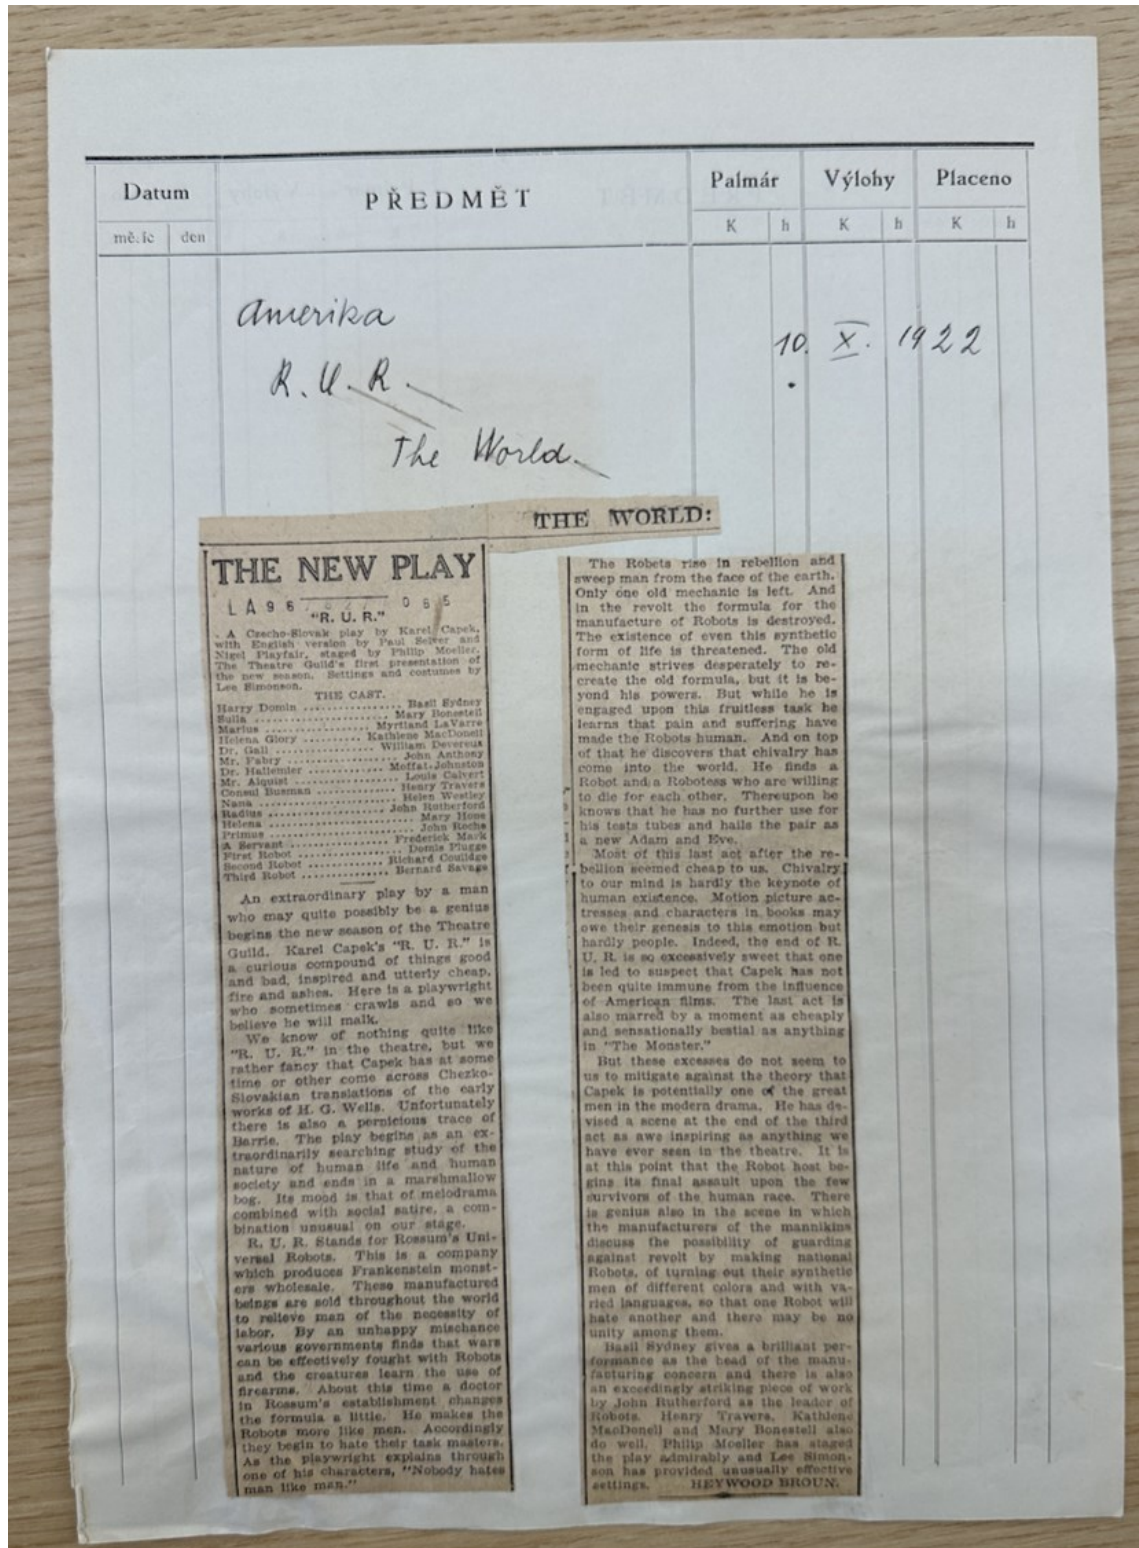 Datum
PŘEDMĚT
Palmár
Výlohy
Placeno
mě.íc
den
K
h
K
h
K
h
Amerika
10. X. 1922
R. U. R.
The World.
THE WORLD:
THE NEW PLAY
LA 96 065
"R. U. R."
A Czecho-Slovak play by Karel Capek,
with English version by Paul Selver and
Nigel Playfair, staged by Philip Moeller.
The Theatre Guild's first presentation of
the new season. Settings and costumes by
Lee Simonson.
THE CAST.
Harry Domin .......... Basil Sydney
Sulla .......... Mary Bonestell
Marius .......... Myrtland LaVarre
Helena Glory .......... Kathlene MacDonell
Dr. Gall .......... William Devereux
Mr. Fabry .......... John Anthony
Dr. Hallemier .......... Moffat Johnston
Mr. Alquist .......... Louis Calvert
Consul Busman .......... Henry Travers
Nana .......... Helen Westley
Radius .......... John Rutherford
Helena .......... Mary Hone
Primus .......... John Roche
A Servant .......... Frederick Mark
First Robot .......... Domis Plugge
Second Robot .......... Richard Coolidge
Third Robot .......... Bernard Savage
An extraordinary play by a man
who may quite possibly be a genius
begins the new season of the Theatre
Guild. Karel Capek's "R. U. R." is
a curious compound of things good
and bad, inspired and utterly cheap,
fire and ashes. Here is a playwright
who sometimes crawls and so we
believe he will malk.
We know of nothing quite like
"R. U. R." in the theatre, but we
rather fancy that Capek has at some
time or other come across Chezko-
Slovakian translations of the early
works of H. G. Wells. Unfortunately
there is also a pernicious trace of
Barrie. The play begins as an ex-
traordinarily searching study of the
nature of human life and human
society and ends in a marshmallow
bog. Its mood is that of melodrama
combined with social satire, a com-
bination unusual on our stage.
R. U. R. Stands for Rossum's Uni-
versal Robots. This is a company
which produces Frankenstein monst-
ers wholesale. These manufactured
beings are sold throughout the world
to relieve man of the necessity of
labor. By an unhappy mischance
various governments finds that wars
can be effectively fought with Robots
and the creatures learn the use of
firearms. About this time a doctor
in Rossum's establishment changes
the formula a little. He makes the
Robots more like men. Accordingly
they begin to hate their task masters.
As the playwright explains through
one of his characters, "Nobody hates
man like man."
The Robets rise in rebellion and
sweep man from the face of the earth.
Only one old mechanic is left. And
in the revolt the formula for the
manufacture of Robots is destroyed.
The existence of even this synthetic
form of life is threatened. The old
mechanic strives desperately to re-
create the old formula, but it is be-
yond his powers. But while he is
engaged upon this fruitless task he
learns that pain and suffering have
made the Robots human. And on top
of that he discovers that chivalry has
come into the world. He finds a
Robot and a Robotess who are willing
to die for each other. Thereupon he
knows that he has no further use for
his tests tubes and hails the pair as
a new Adam and Eve.
Most of this last act after the re-
bellion seemed cheap to us. Chivalry
to our mind is hardly the keynote of
human existence. Motion picture ac-
tresses and characters in books may
owe their genesis to this emotion but
hardly people. Indeed, the end of R.
U. R. is so excessively sweet that one
is led to suspect that Capek has not
been quite immune from the influence
of American films. The last act is
also marred by a moment as cheaply
and sensationally bestial as anything
in "The Monster."
But these excesses do not seem to
us to mitigate against the theory that
Capek is potentially one of the great
men in the modern drama. He has de-
vised a scene at the end of the third
act as awe inspiring as anything we
have ever seen in the theatre. It is
at this point that the Robot host be-
gins its final assault upon the few
survivors of the human race. There
is genius also in the scene in which
the manufacturers of the mannikins
discuss the possibility of guarding
against revolt by making national
Robots, of turning out their synthetic
men of different colors and with va-
ried languages, so that one Robot will
hate another and there may be no
unity among them.
Basil Sydney gives a brilliant per-
formance as the head of the manu-
facturing concern and there is also
an exceedingly striking piece of work
by John Rutherford as the leader of
Robots. Henry Travers, Kathlene
MacDonell and Mary Bonestell also
do well. Philip Moeller has staged
the play admirably and Lee Simon-
son has provided unusually effective
settings. HEYWOOD BROUN.